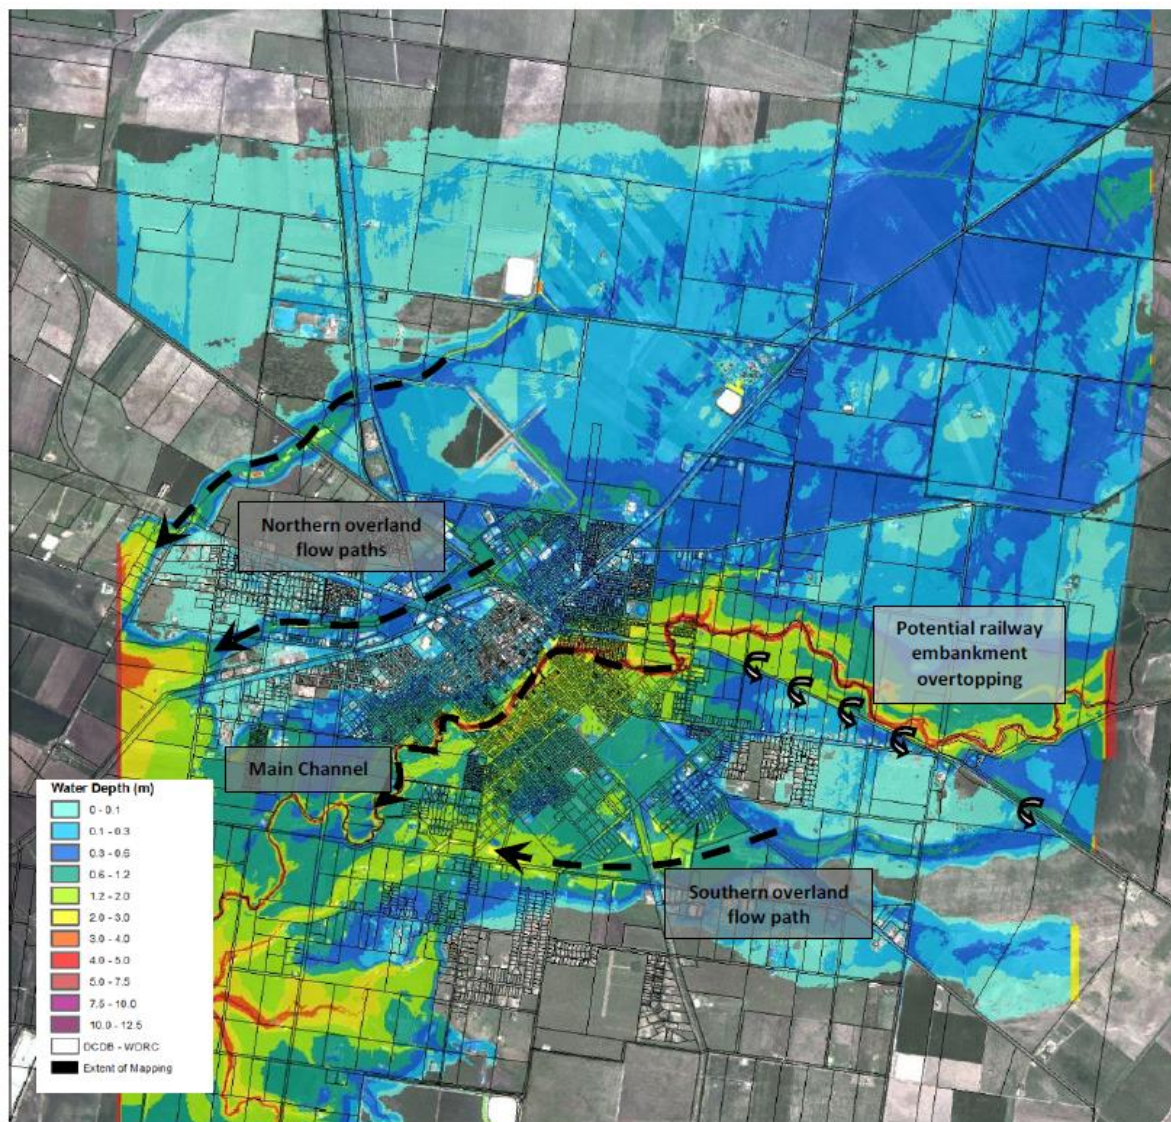 Northern overland
flow paths
Potential railway
embankment
overtopping
Main Channel
Southern overland
flow path
Water Depth (m)
0 - 0.1
0.1 - 0.3
0.3 - 0.6
0.6 - 1.2
1.2 - 2.0
2.0 - 3.0
3.0 - 4.0
4.0 - 5.0
5.0 - 7.5
7.5 - 10.0
10.0 - 12.5
DCDB - WDRC
Extent of Mapping